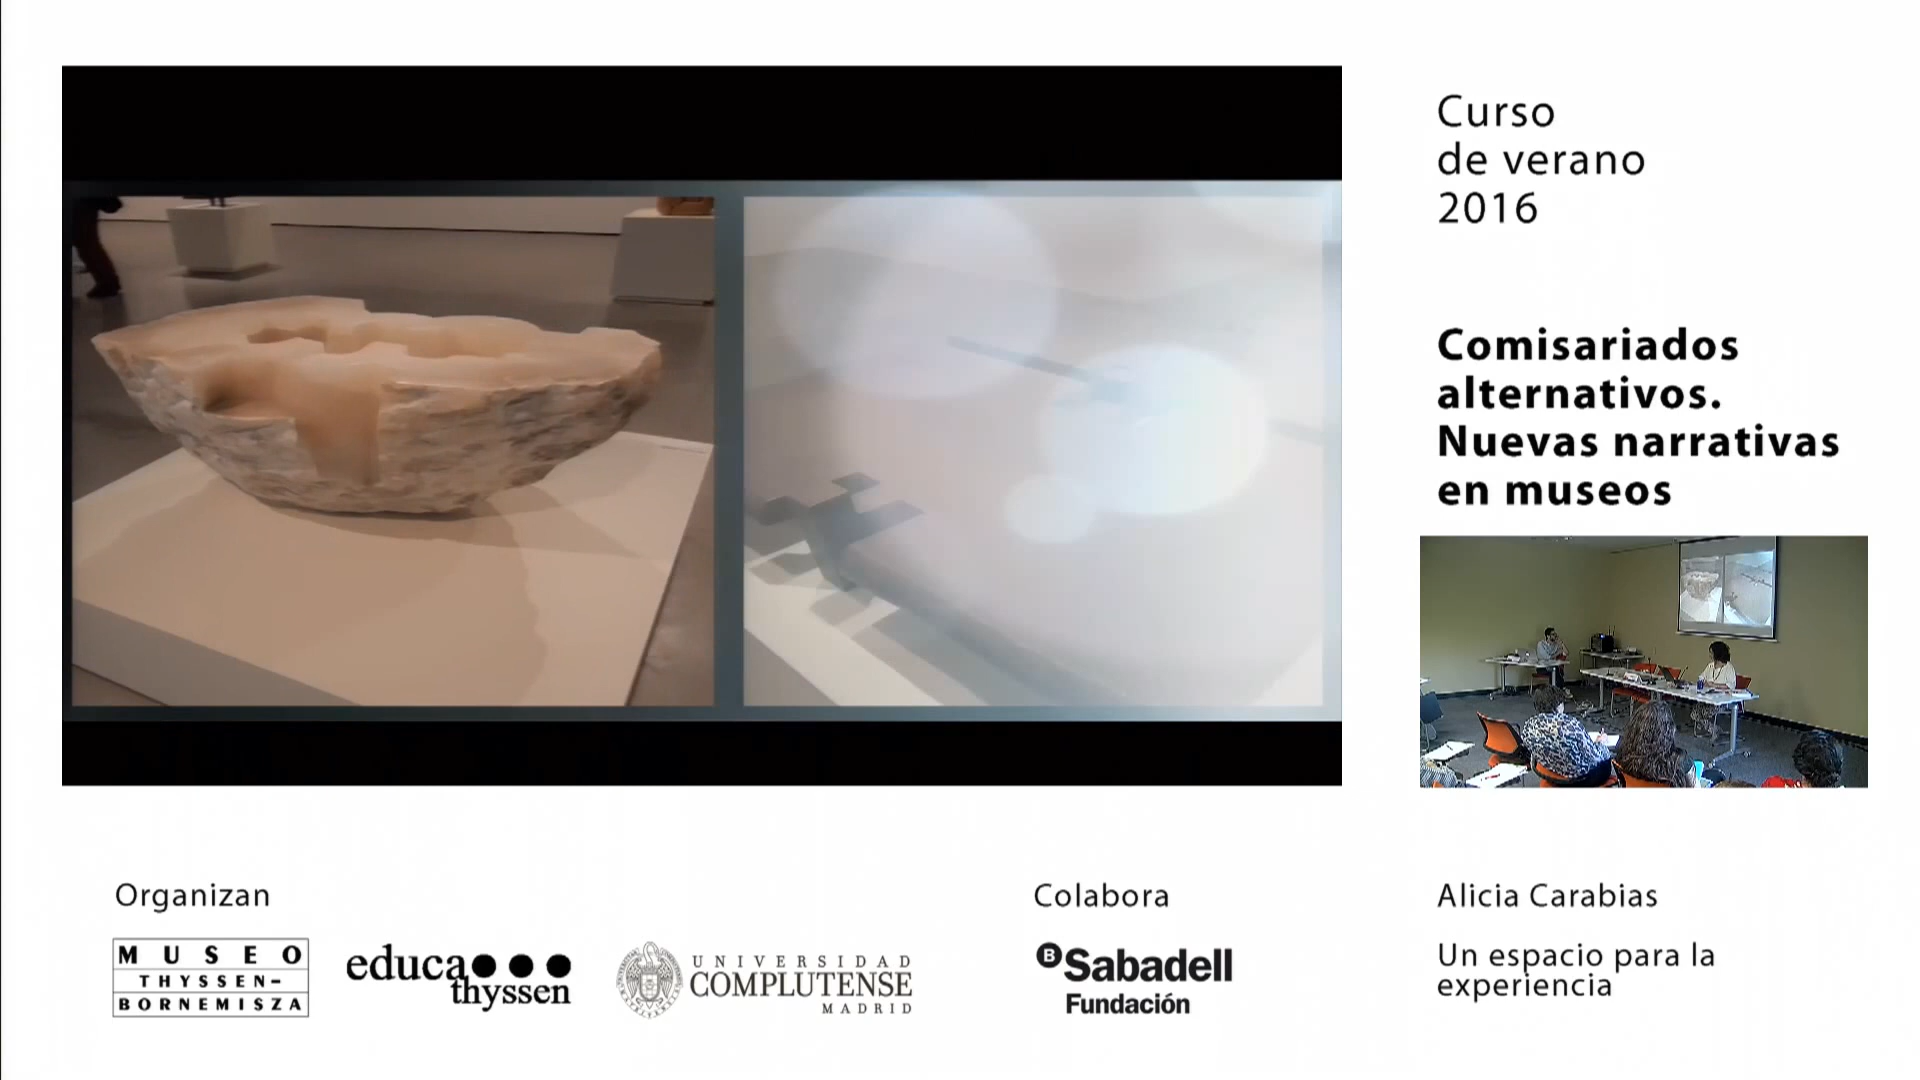 Curso
de verano
2016
Comisariados
alternativos.
Nuevas narrativas
en museos
Organizan
MUSEO
THYSSEN-
BORNEMISZA
educa
thyssen
UNIVERSIDAD
COMPLUTENSE
MADRID
Colabora
B Sabadell
Fundación
Alicia Carabias
Un espacio para la
experiencia